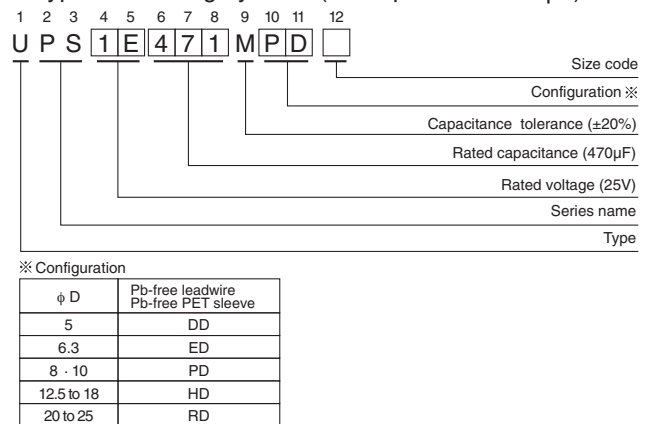 1 2 3 4 5 6 7 8 9 10 11 12
U P S 1 E 4 7 1 M P D
Size code
Configuration ※
Capacitance tolerance (±20%)
Rated capacitance (470µF)
Rated voltage (25V)
Series name
Type
※ Configuration
ϕ D Pb-free leadwire
Pb-free PET sleeve
5 DD
6.3 ED
8 · 10 PD
12.5 to 18 HD
20 to 25 RD